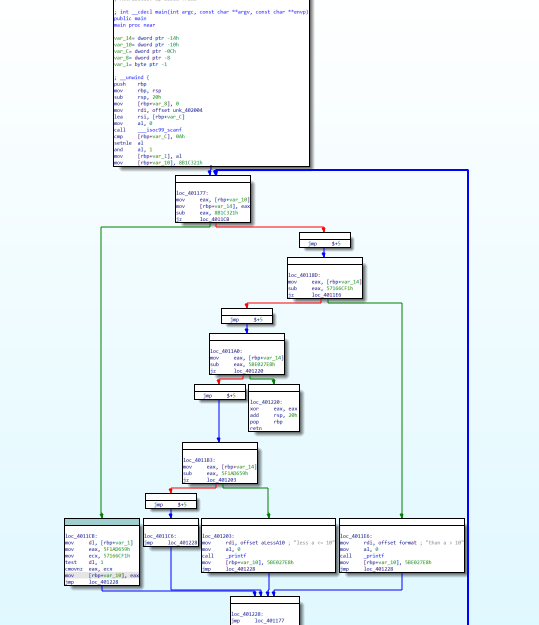 ; int __cdecl main(int argc, const char **argv, const char **envp)
public main
main proc near
var_14= dword ptr -14h
var_10= dword ptr -10h
var_C= dword ptr -0Ch
var_8= dword ptr -8
var_1= byte ptr -1
; __unwind {
push rbp
mov rbp, rsp
sub rsp, 20h
mov [rbp+var_8], 0
mov rdi, offset unk_402004
lea rsi, [rbp+var_C]
mov al, 0
call ___isoc99_scanf
cmp [rbp+var_C], 0Ah
setnle al
and al, 1
mov [rbp+var_1], al
mov [rbp+var_10], 8B1C321h
loc_401177:
mov eax, [rbp+var_10]
mov [rbp+var_14], eax
sub eax, 8B1C321h
jz loc_4011CB
jmp $+5
loc_40118D:
mov eax, [rbp+var_14]
sub eax, 57166CF1h
jz loc_4011E6
jmp $+5
loc_4011A0:
mov eax, [rbp+var_14]
sub eax, 5BE027E8h
jz loc_401220
jmp $+5
loc_401220:
xor eax, eax
add rsp, 20h
pop rbp
retn
loc_4011B3:
mov eax, [rbp+var_14]
sub eax, 5F1AD659h
jz loc_401203
jmp $+5
loc_4011CB:
mov dl, [rbp+var_1]
mov eax, 5F1AD659h
mov ecx, 57166CF1h
test dl, 1
cmovnz eax, ecx
mov [rbp+var_10], eax
jmp loc_401228
loc_4011C6:
jmp loc_401228
loc_401203:
mov rdi, offset aLessA10 ; "less a <= 10"
mov al, 0
call _printf
mov [rbp+var_10], 5BE027E8h
jmp loc_401228
loc_4011E6:
mov rdi, offset format ; "than a > 10"
mov al, 0
call _printf
mov [rbp+var_10], 5BE027E8h
jmp loc_401228
loc_401228:
jmp loc_401177